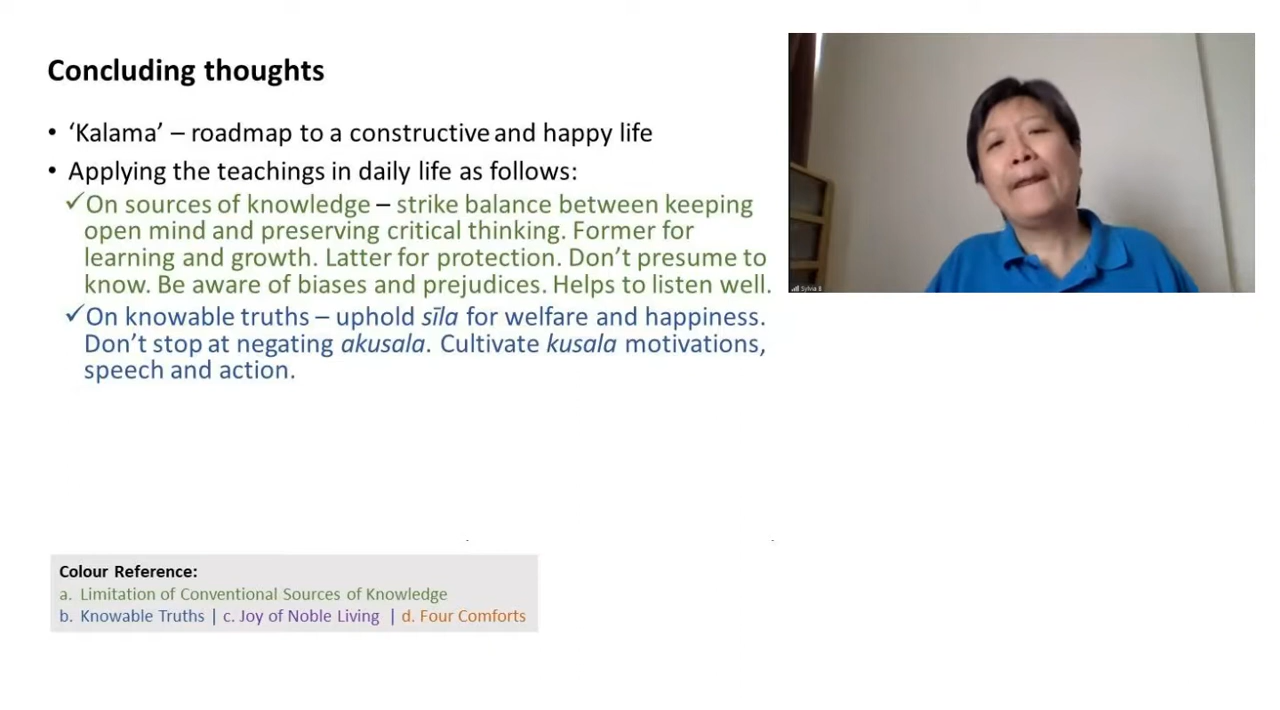 Concluding thoughts
• ‘Kalama’ – roadmap to a constructive and happy life
• Applying the teachings in daily life as follows:
✓On sources of knowledge – strike balance between keeping
open mind and preserving critical thinking. Former for
learning and growth. Latter for protection. Don’t presume to
know. Be aware of biases and prejudices. Helps to listen well.
✓On knowable truths – uphold sīla for welfare and happiness.
Don’t stop at negating akusala. Cultivate kusala motivations,
speech and action.
Colour Reference:
a. Limitation of Conventional Sources of Knowledge
b. Knowable Truths | c. Joy of Noble Living | d. Four Comforts